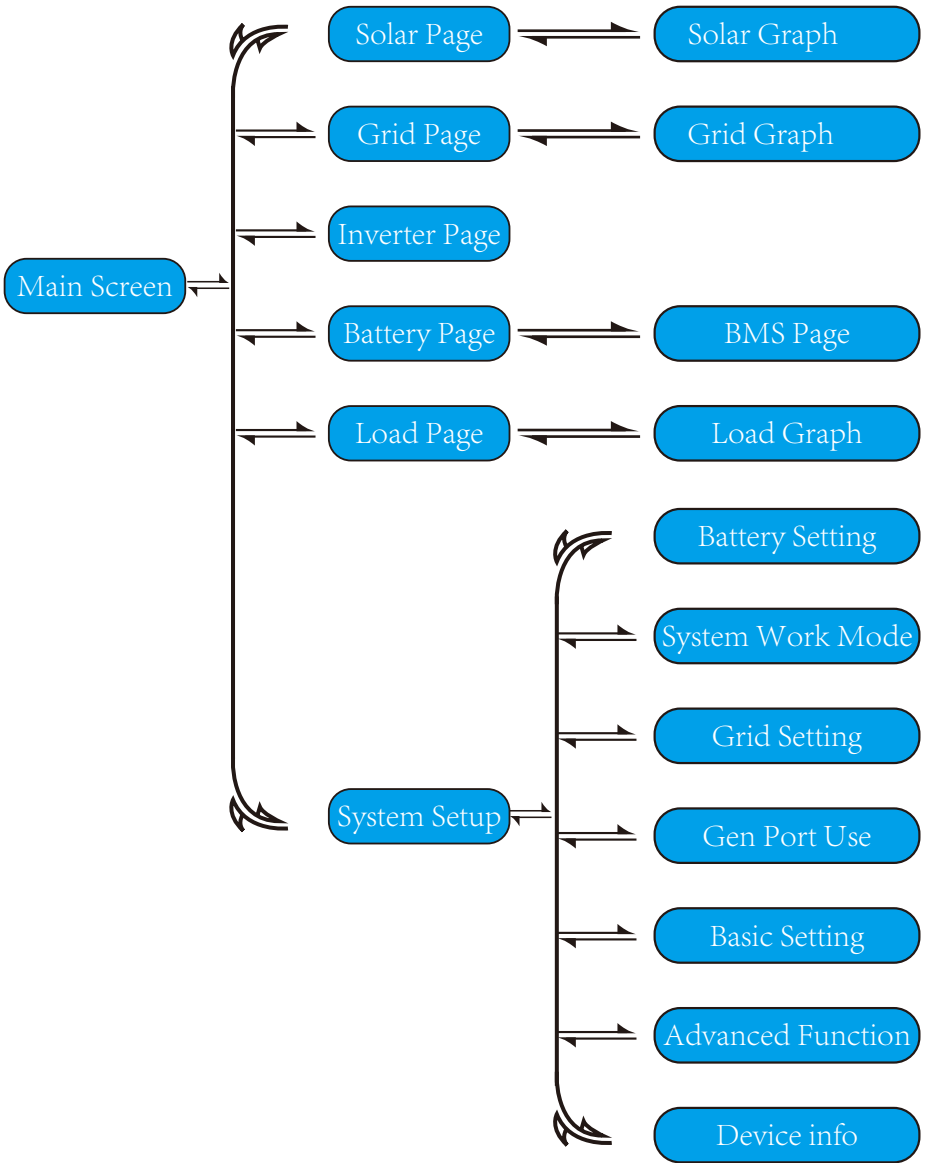 Solar Page
Solar Graph
Grid Page
Grid Graph
Inverter Page
Main Screen
Battery Page
BMS Page
Load Page
Load Graph
Battery Setting
System Work Mode
Grid Setting
System Setup
Gen Port Use
Basic Setting
Advanced Function
Device info